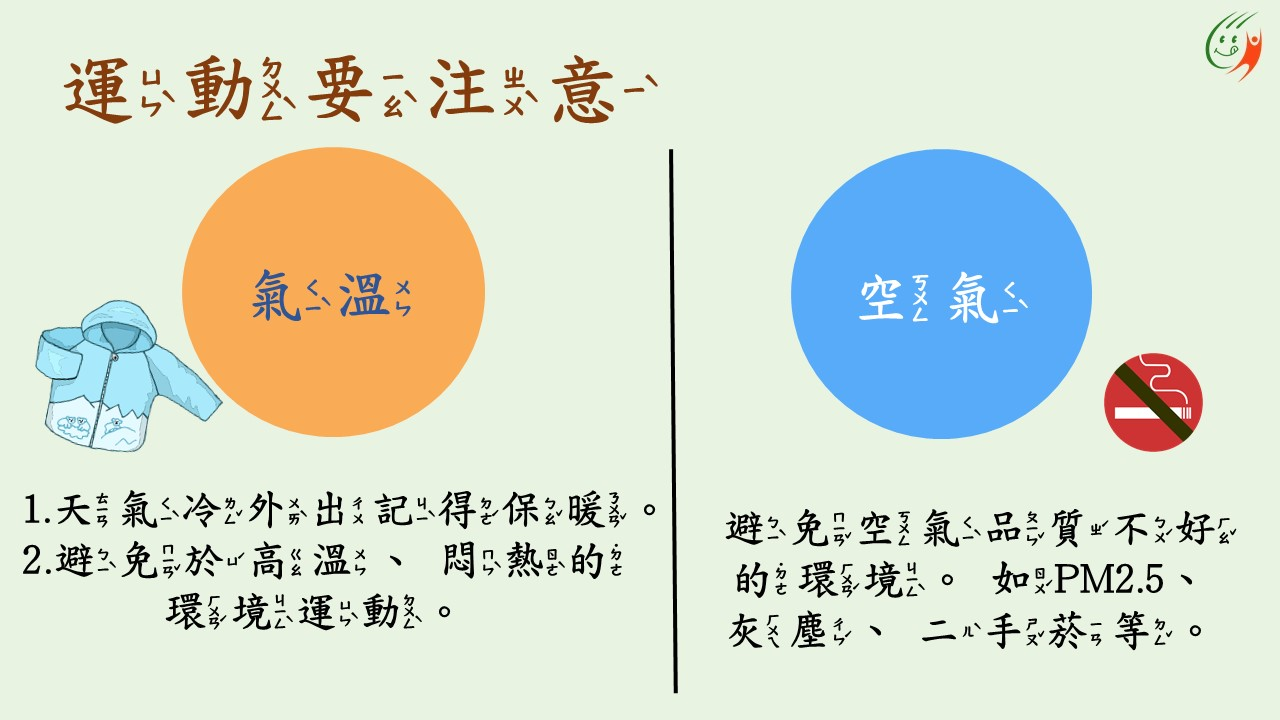 運動要注意
氣溫
1.天氣冷外出記得保暖。
2.避免於高溫、悶熱的
環境運動。
空氣
避免空氣品質不好
的環境。如PM2.5、
灰塵、二手菸等。